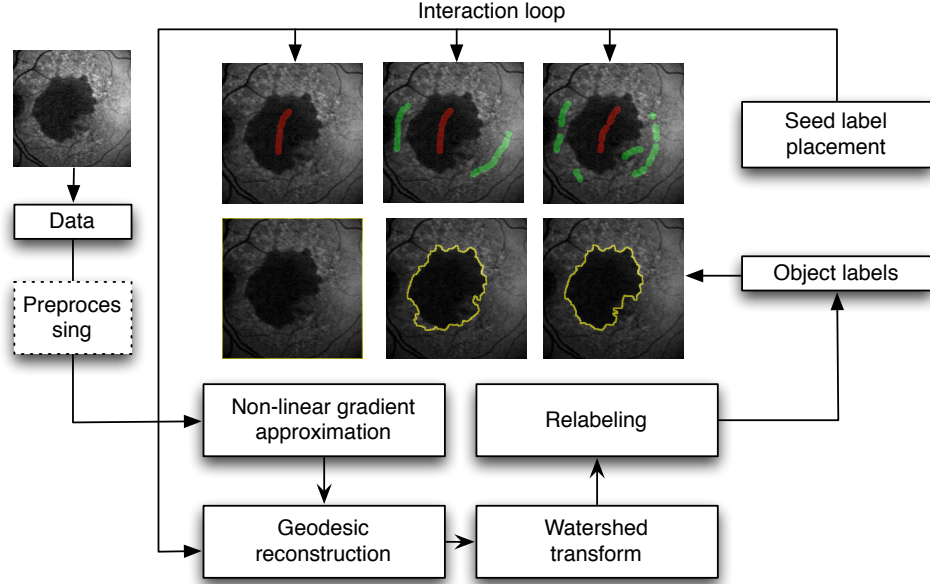 Interaction loop
Seed label
placement
Data
Preproces
sing
Object labels
Non-linear gradient
approximation
Relabeling
Geodesic
reconstruction
Watershed
transform